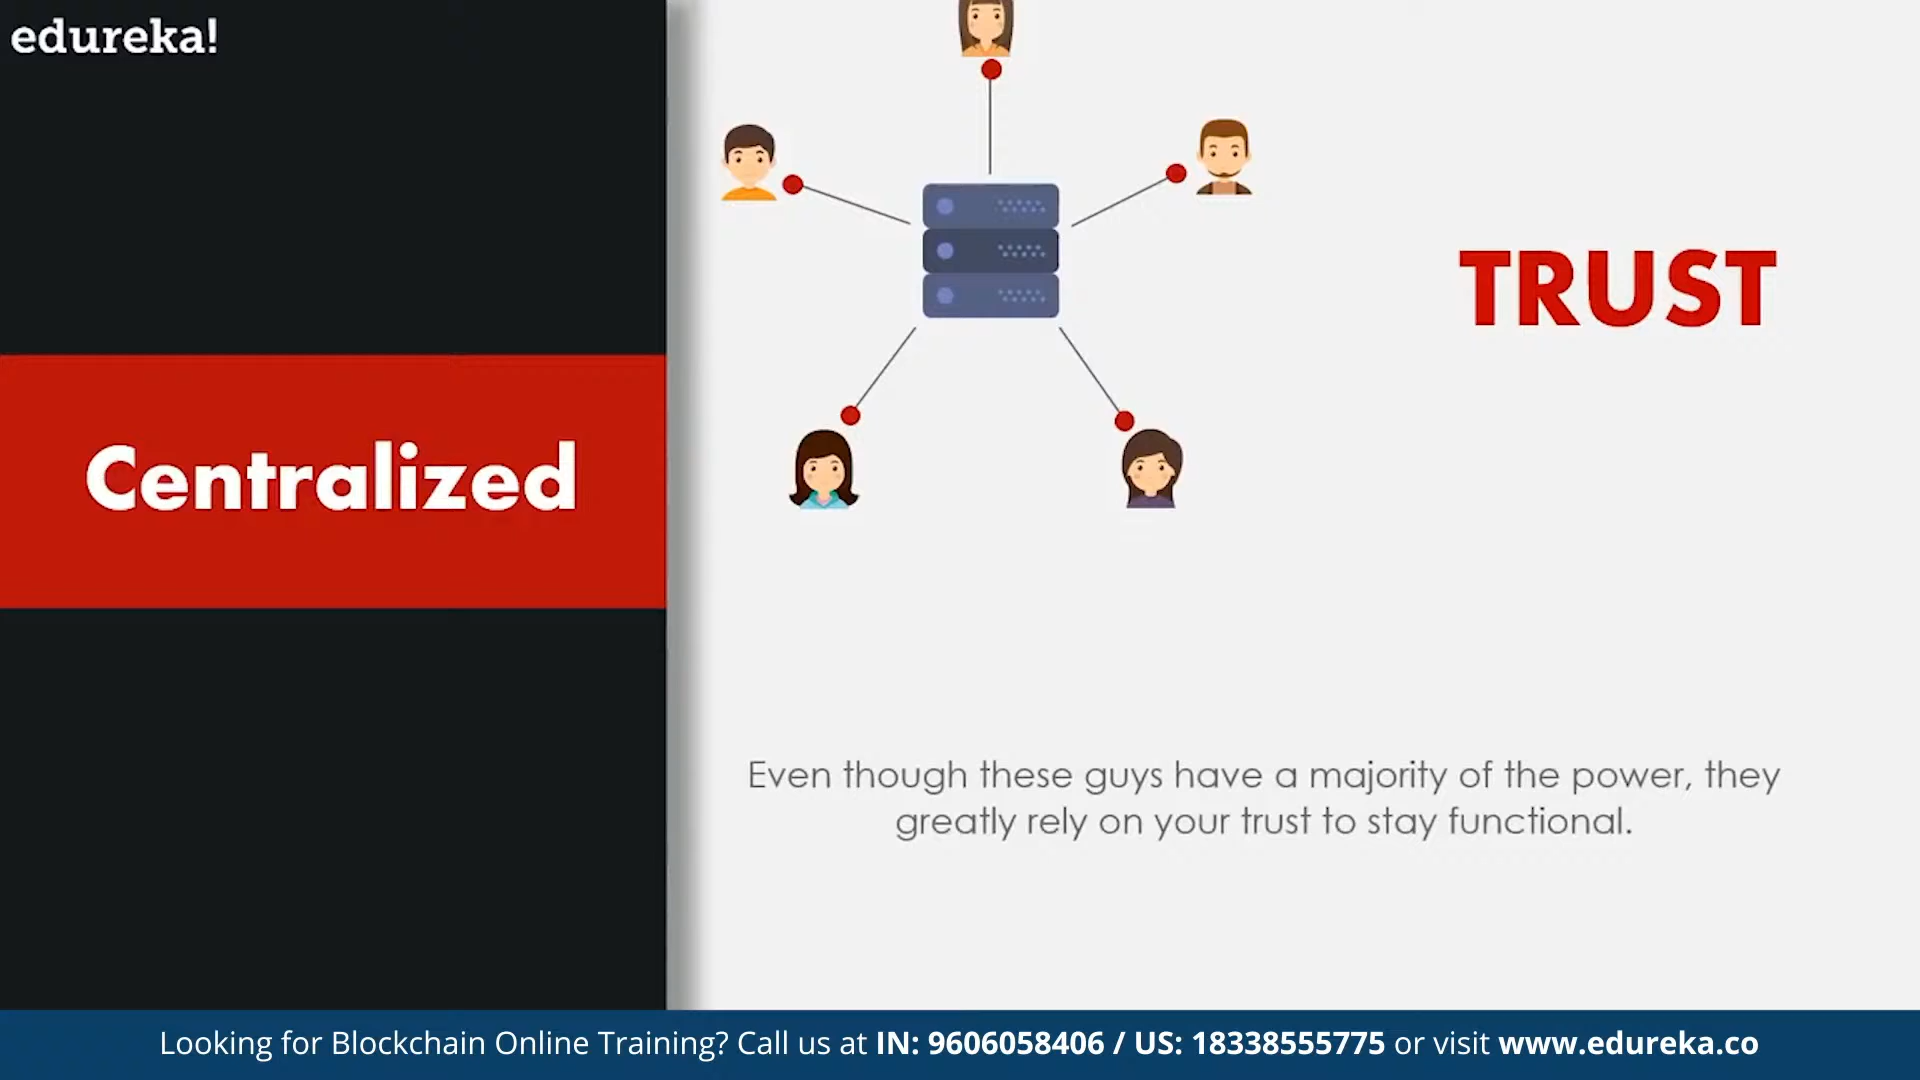 edureka!
Centralized
TRUST
Even though these guys have a majority of the power, they
greatly rely on your trust to stay functional.
Looking for Blockchain Online Training? Call us at IN: 9606058406 / US: 18338555775 or visit www.edureka.co